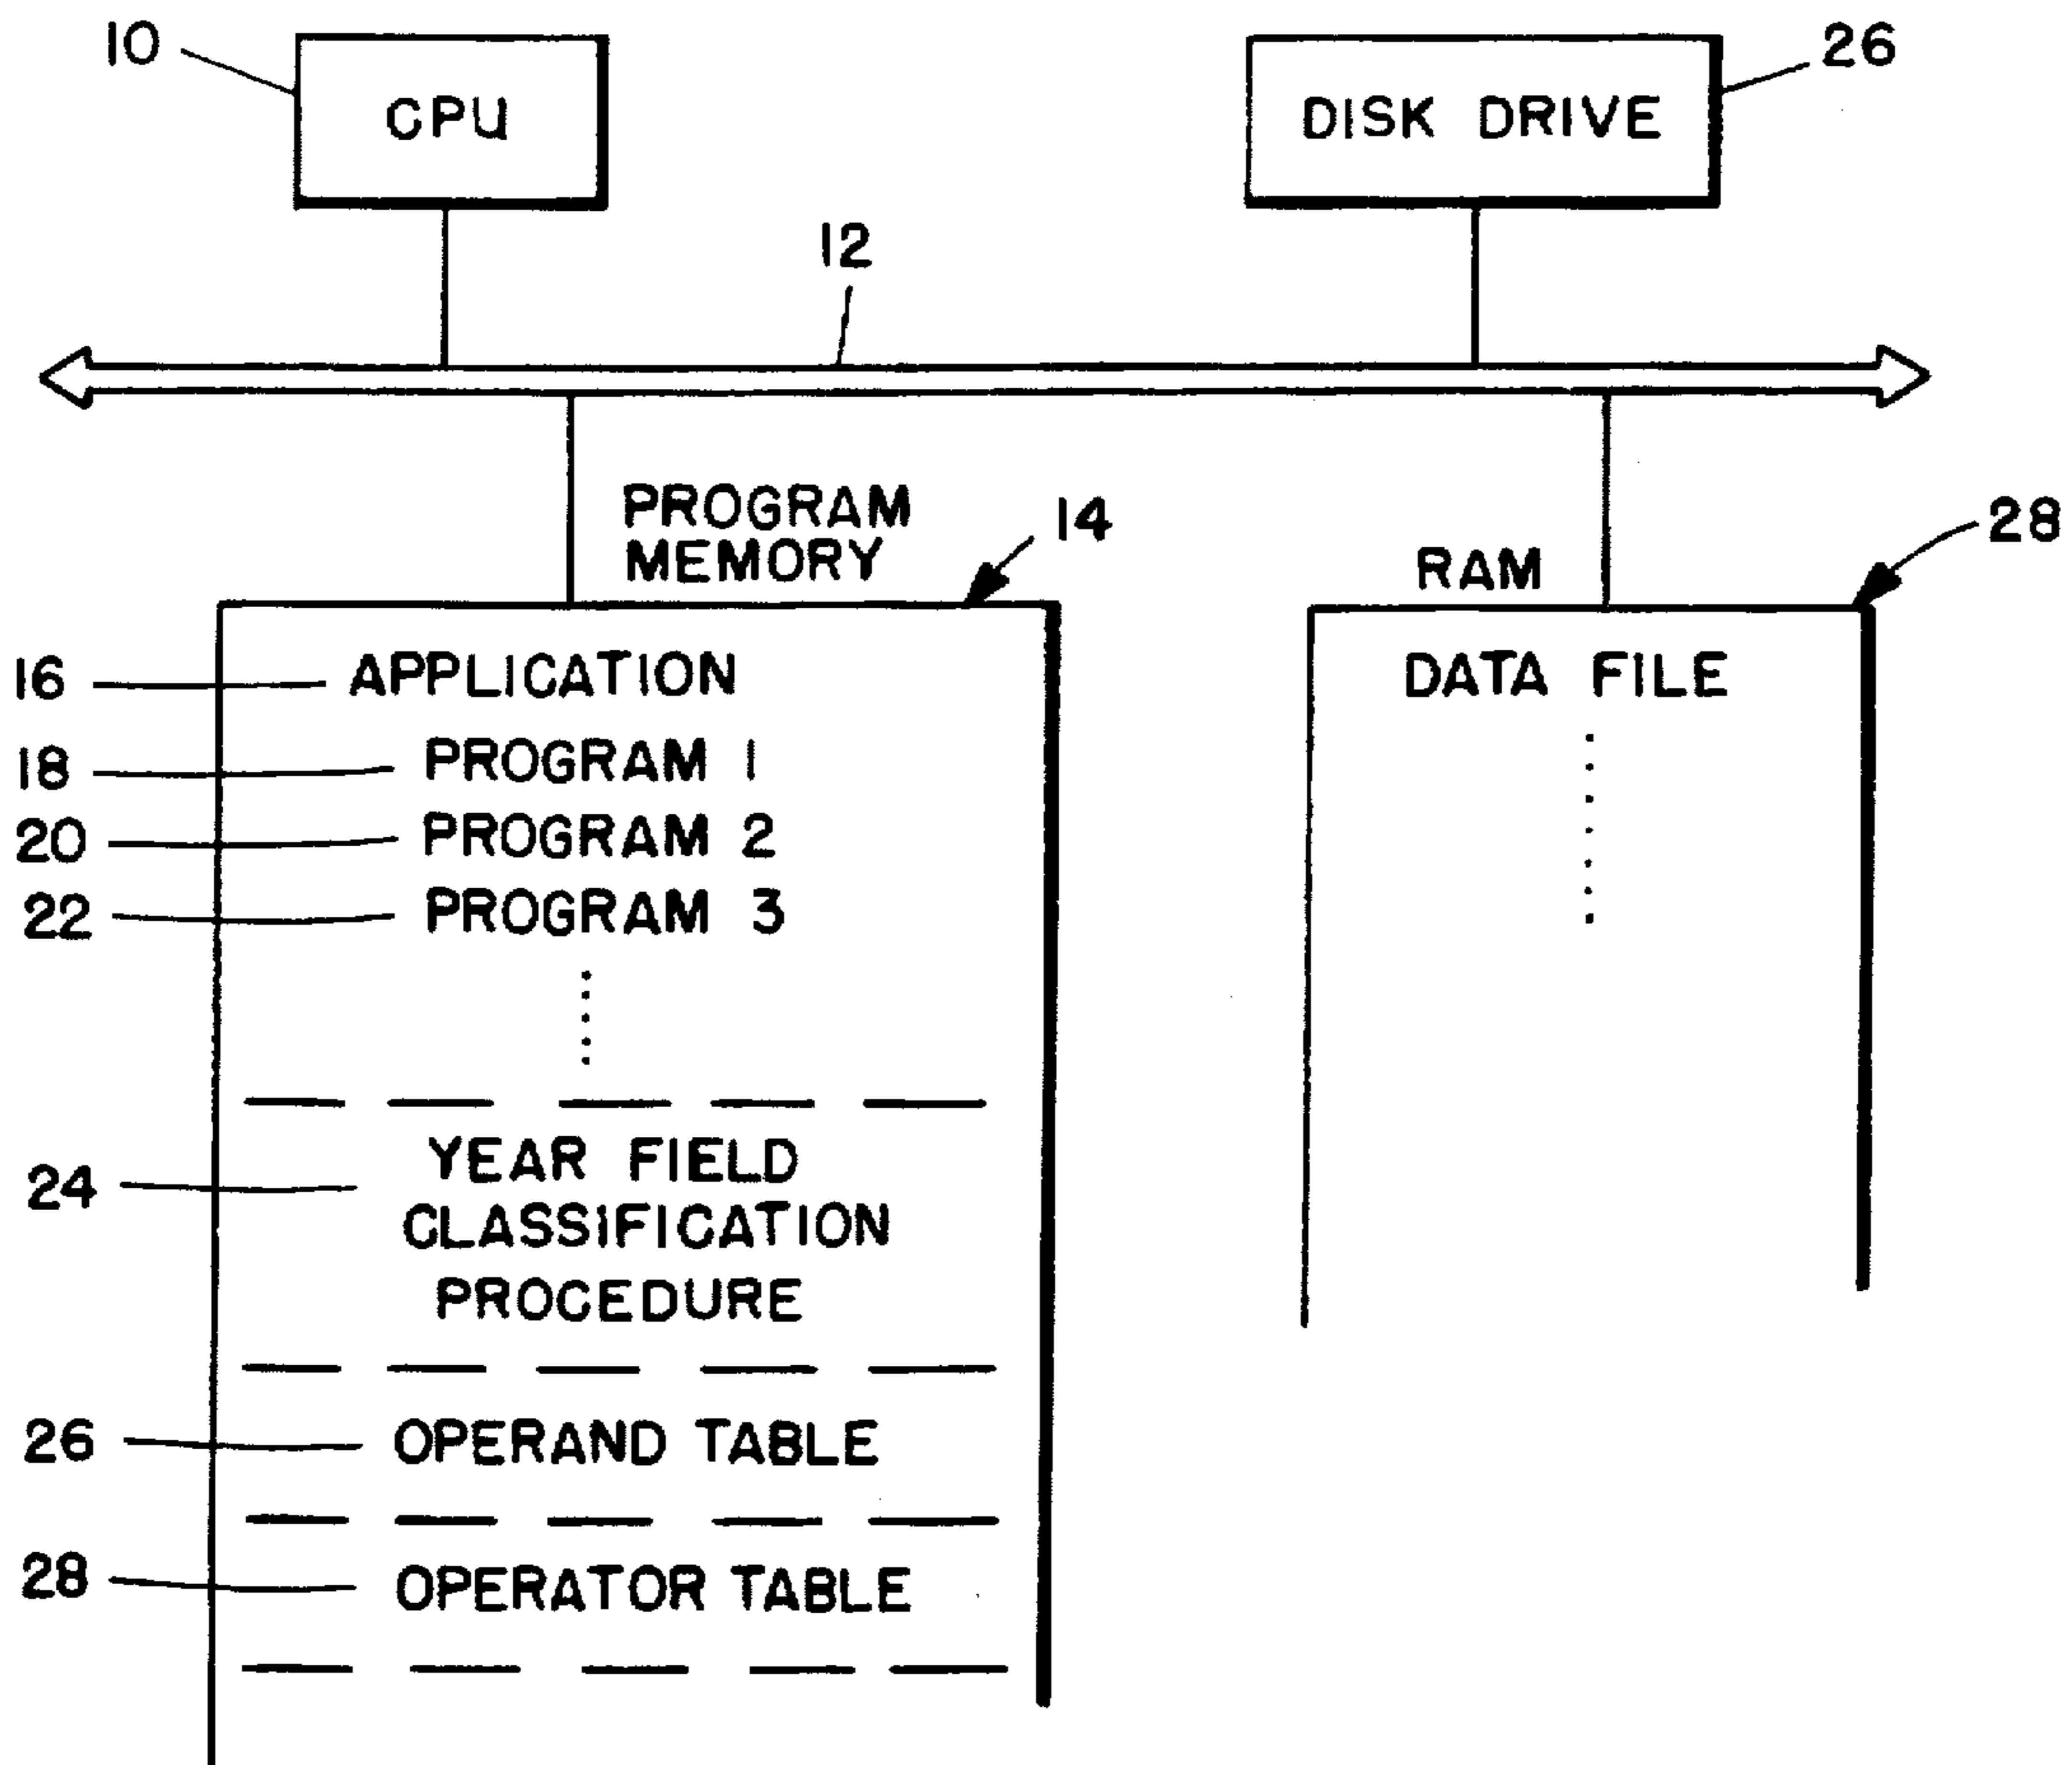 10
CPU
DISK DRIVE
26
12
PROGRAM
MEMORY
14
RAM
28
16 APPLICATION
18 PROGRAM 1
20 PROGRAM 2
22 PROGRAM 3
24 YEAR FIELD
CLASSIFICATION
PROCEDURE
26 OPERAND TABLE
28 OPERATOR TABLE
DATA FILE